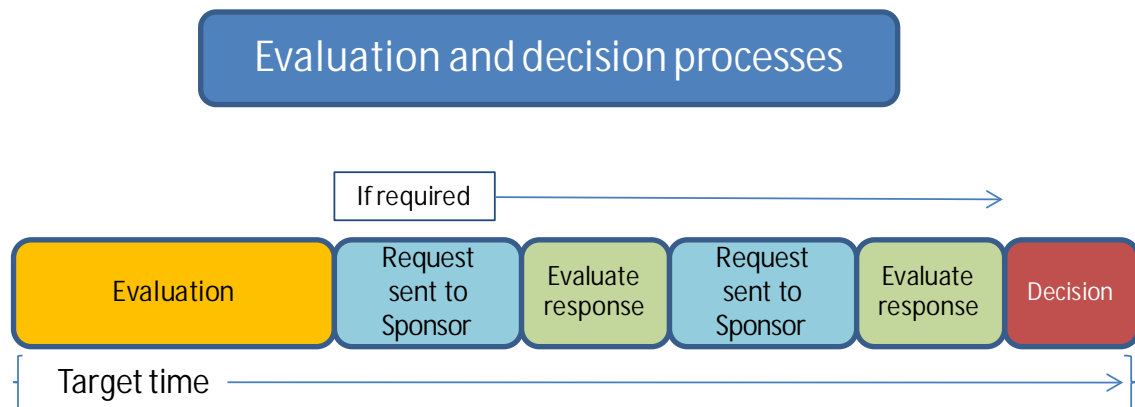 Evaluation and decision processes
If required
Evaluation
Request
sent to
Sponsor
Evaluate
response
Request
sent to
Sponsor
Evaluate
response
Decision
Target time